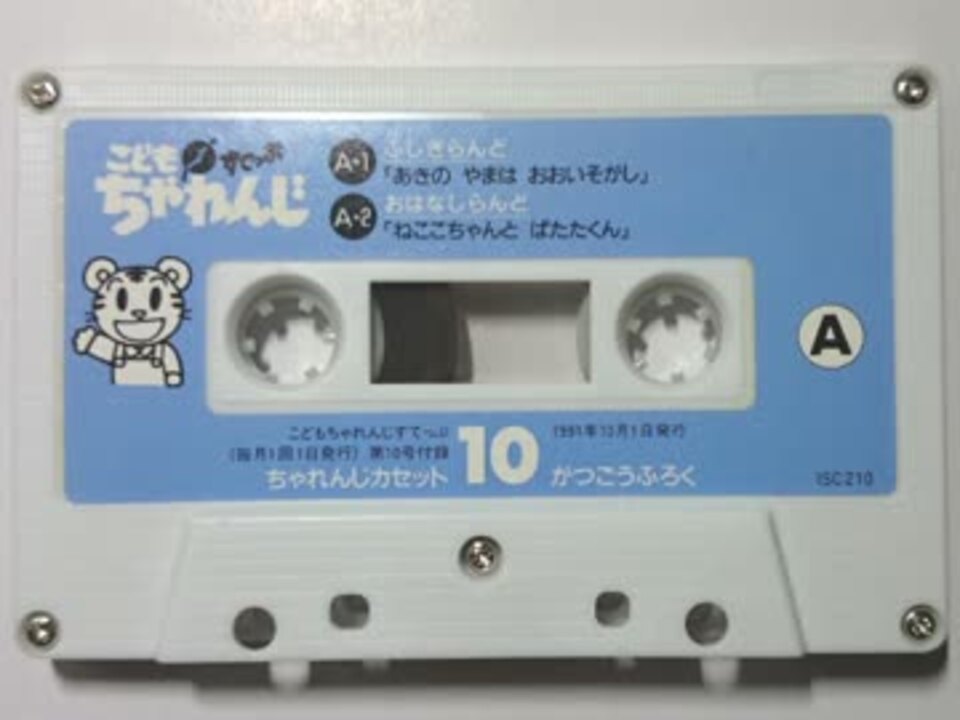 こども すてっぷ
ちゃれんじ
A・1 ふしぎらんど
「あきの やまは おおいそがし」
A・2 おはなしらんど
「ねここちゃんと ぱたたくん」
A
こどもちゃれんじすてっぷ
(毎月1回1日発行) 第10号付録
ちゃれんじカセット 10 がつごうふろく
1991年10月1日発行
ISC210